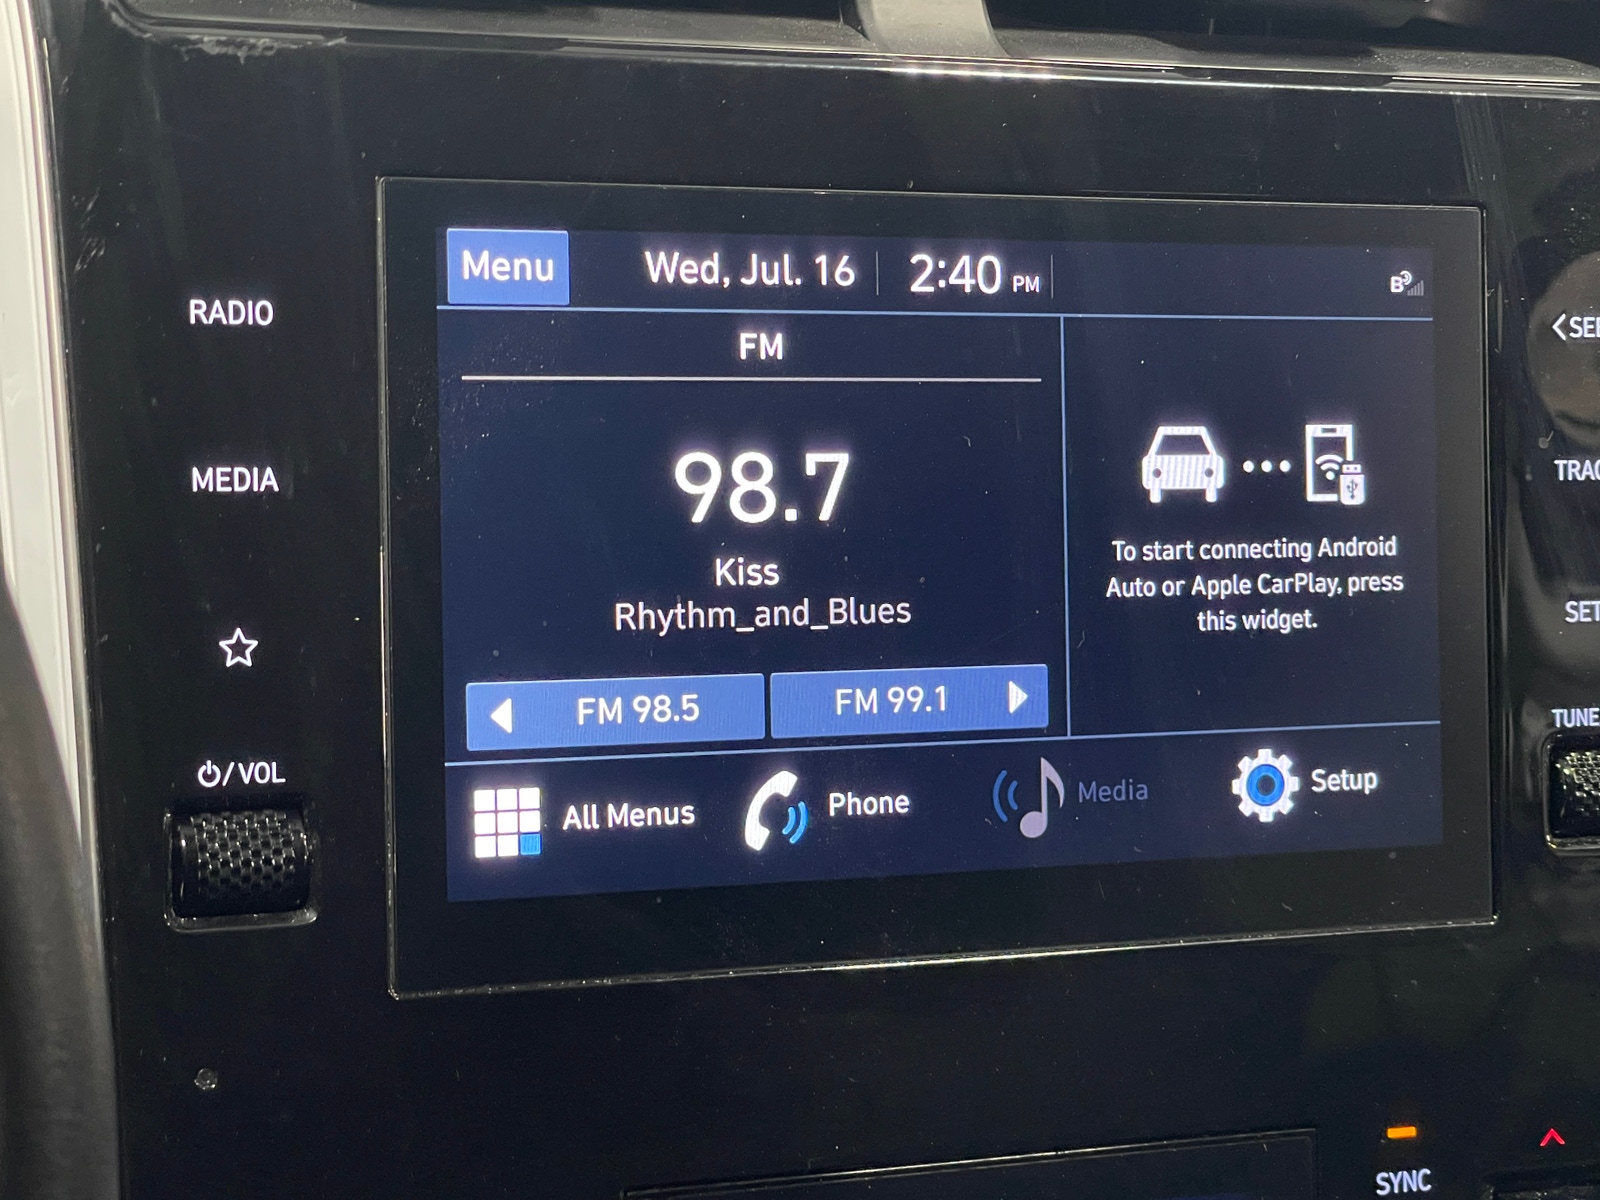 Menu
Wed, Jul. 16
2:40 PM
B
RADIO
MEDIA
/VOL
FM
98.7
Kiss
Rhythm_and_Blues
FM 98.5
FM 99.1
To start connecting Android
Auto or Apple CarPlay, press
this widget.
All Menus
Phone
Media
Setup
TUNE
SYNC